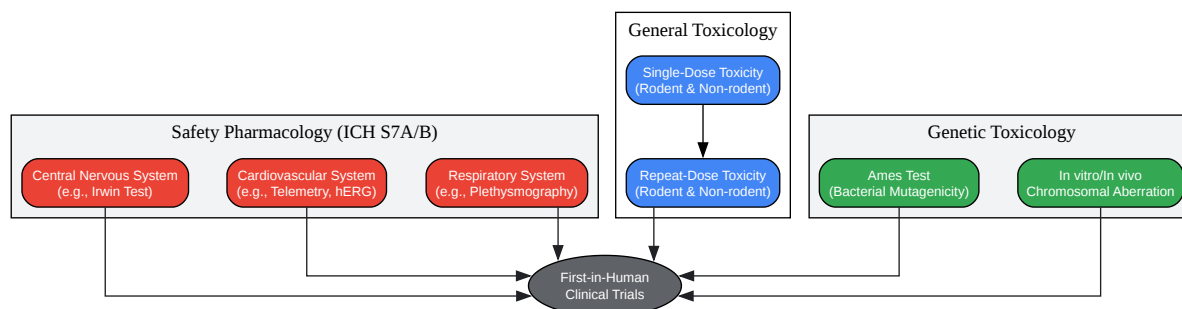 General Toxicology
Single-Dose Toxicity
(Rodent & Non-rodent)
Safety Pharmacology (ICH S7A/B)
Genetic Toxicology
Central Nervous System
(e.g., Irwin Test)
Cardiovascular System
(e.g., Telemetry, hERG)
Respiratory System
(e.g., Plethysmography)
Repeat-Dose Toxicity
(Rodent & Non-rodent)
Ames Test
(Bacterial Mutagenicity)
In vitro/In vivo
Chromosomal Aberration
First-in-Human
Clinical Trials